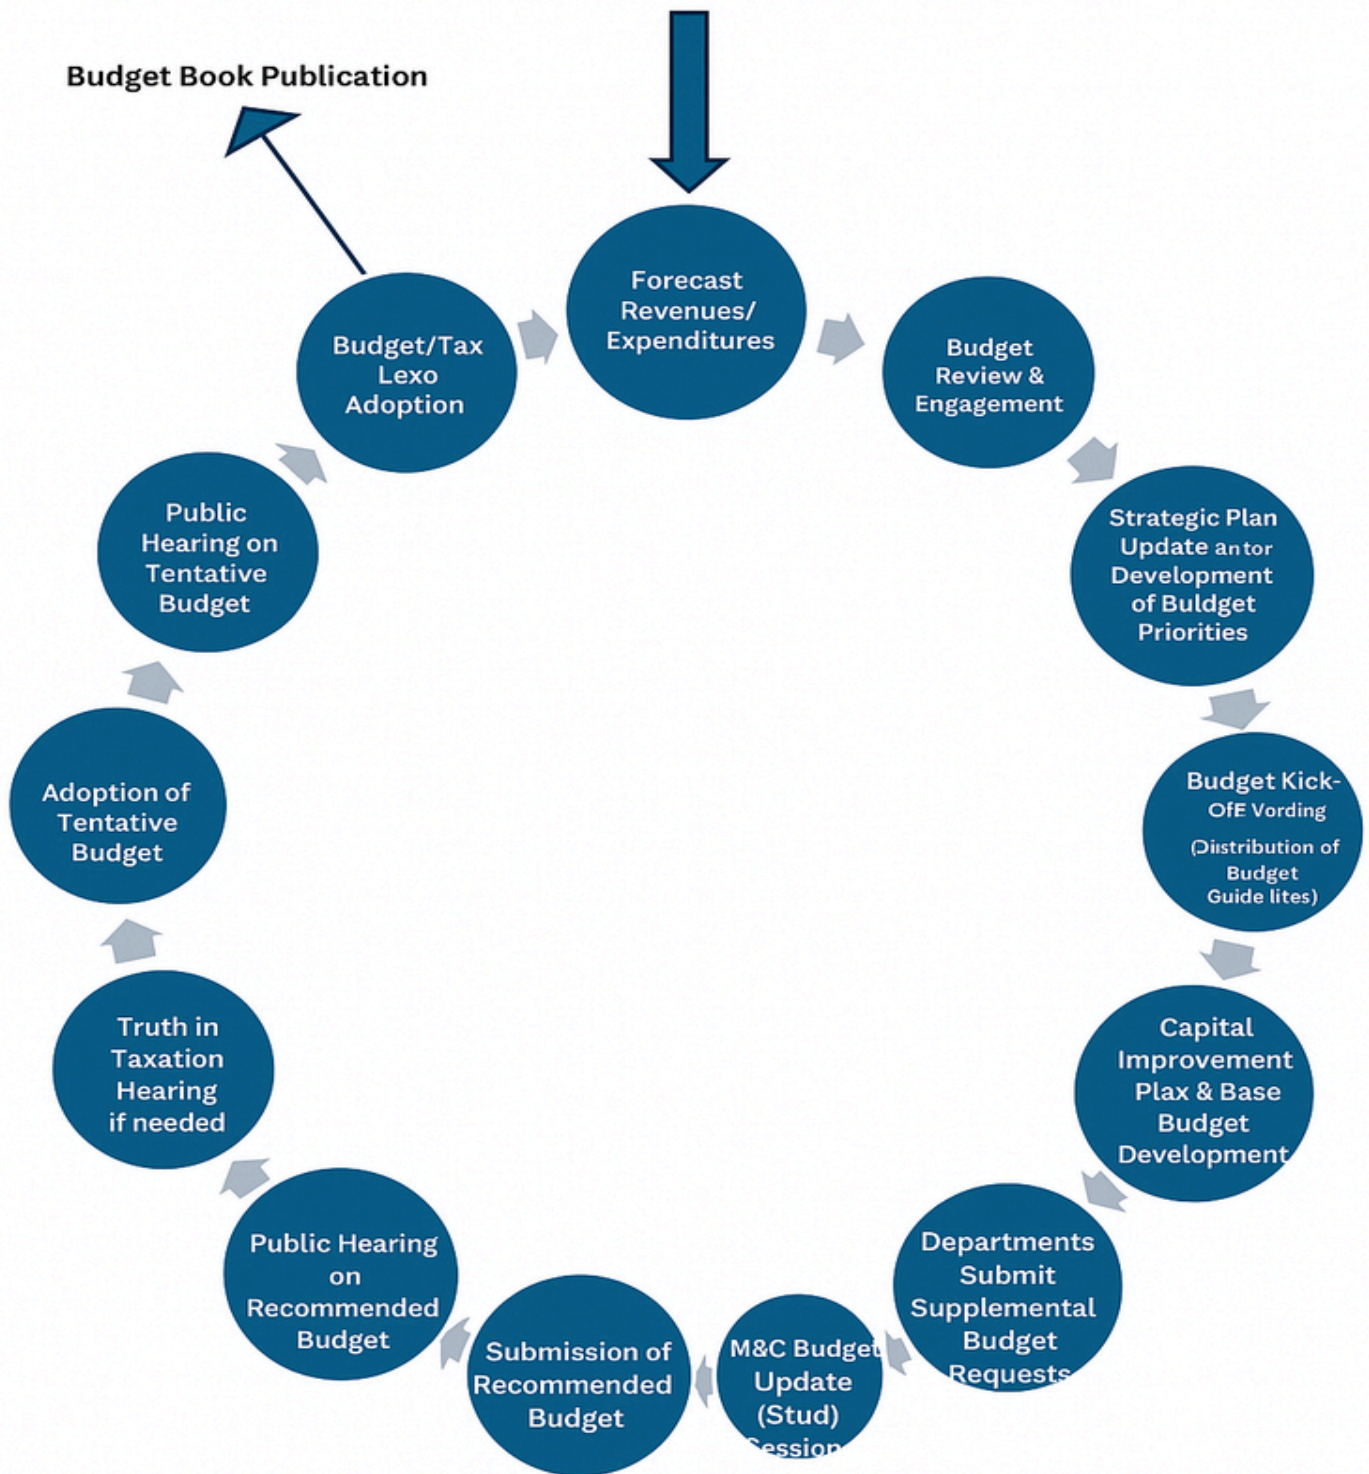 Budget Book Publication
Forecast
Revenues/
Expenditures
Budget
Review &
Engagement
Strategic Plan
Update antor
Development
of Buldget
Priorities
Budget Kick-
OfE Vording
(Distribution of
Budget
Guide lites)
Capital
Improvement
Plax & Base
Budget
Development
Departments
Submit
Supplemental
Budget
Requests
M&C Budget
Update
(Stud)
Session
Submission of
Recommended
Budget
Public Hearing
on
Recommended
Budget
Truth in
Taxation
Hearing
if needed
Adoption of
Tentative
Budget
Public
Hearing on
Tentative
Budget
Budget/Tax
Lexo
Adoption